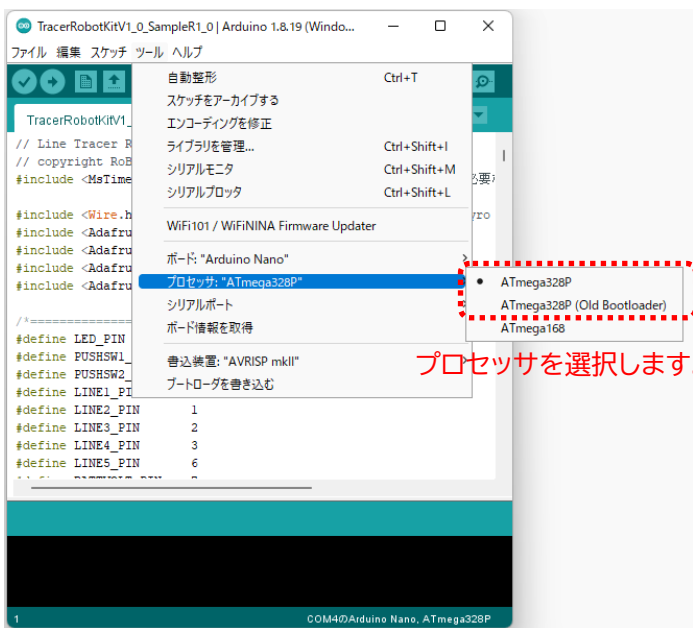 TracerRobotKitV1_0_SampleR1_0 | Arduino 1.8.19 (Windo...
ファイル 編集 スケッチ ツール ヘルプ
自動整形 Ctrl+T
スケッチをアーカイブする
エンコーディングを修正
ライブラリを管理... Ctrl+Shift+I
シリアルモニタ Ctrl+Shift+M
シリアルプロッタ Ctrl+Shift+L
WiFi101 / WiFiNINA Firmware Updater
ボード: "Arduino Nano"
プロセッサ: "ATmega328P"
シリアルポート
ボード情報を取得
書込装置: "AVRISP mkII"
ブートローダを書き込む
ATmega328P
ATmega328P (Old Bootloader)
ATmega168
プロセッサを選択します
TracerRobotKitV1_
// Line Tracer R
// copyright RoB
#include <MsTime
#include <Wire.h
#include <Adafru
#include <Adafru
#include <Adafru
#include <Adafru
/*==============
#define LED_PIN
#define PUSHSW1_
#define PUSHSW2_
#define LINE1_PI
#define LINE2_PIN 1
#define LINE3_PIN 2
#define LINE4_PIN 3
#define LINE5_PIN 6
1 COM4のArduino Nano, ATmega328P